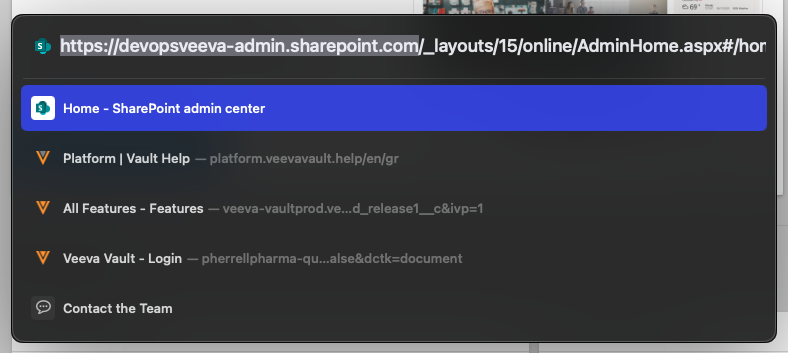 https://devopsveeva-admin.sharepoint.com/_layouts/15/online/AdminHome.aspx#/hor
Home - SharePoint admin center
Platform | Vault Help — platform.veevavault.help/en/gr
All Features - Features — veeva-vaultprod.ve...d_release1__c&ivp=1
Veeva Vault - Login — pherrellpharma-qu...alse&dctk=document
Contact the Team